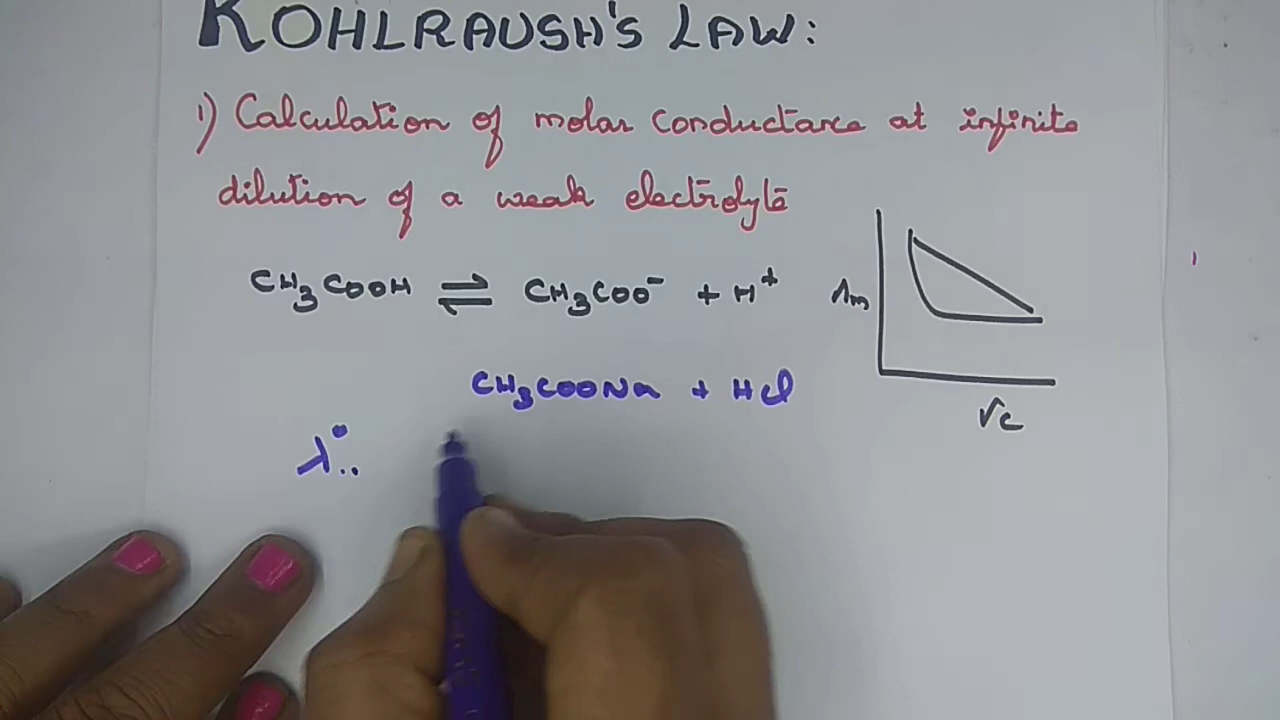 KOHLRAUSH'S LAW:
1) Calculation of molar conductance at infinite
dilution of a weak electrolyte
CH₃COOH ⇌ CH₃COO⁻ + H⁺
λm
√c
CH₃COONa + HCl
λ°